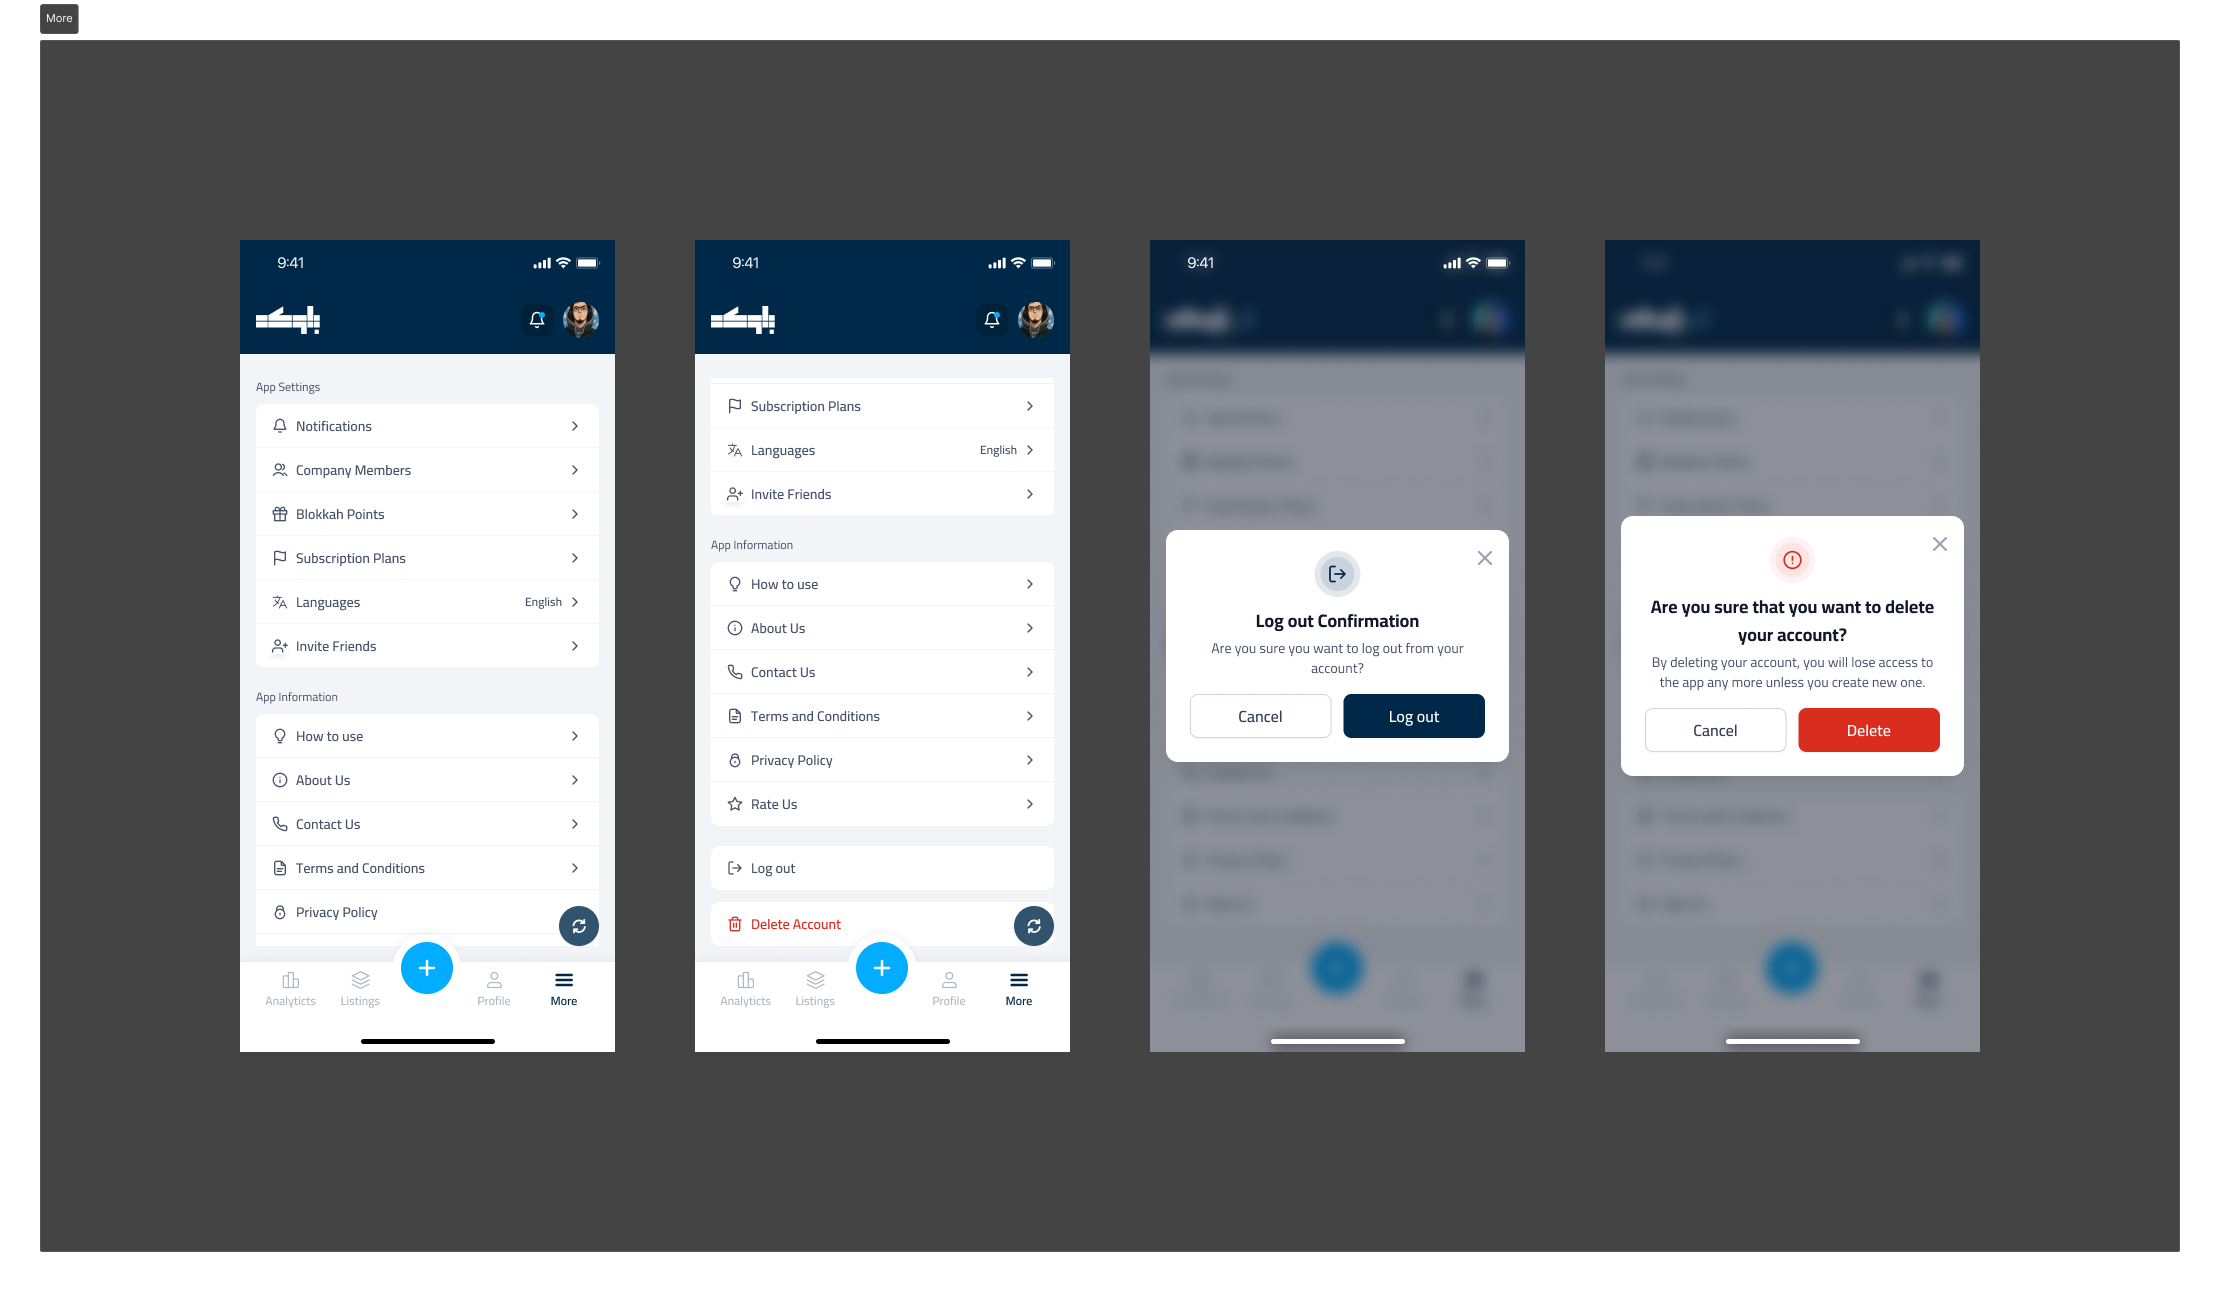 More
9:41
بلوكة
App Settings
Notifications
Company Members
Blokkah Points
Subscription Plans
Languages
English
Invite Friends
App Information
How to use
About Us
Contact Us
Terms and Conditions
Privacy Policy
Analyticts
Listings
Profile
More
9:41
بلوكة
Subscription Plans
Languages
English
Invite Friends
App Information
How to use
About Us
Contact Us
Terms and Conditions
Privacy Policy
Rate Us
Log out
Delete Account
Analyticts
Listings
Profile
More
9:41
Log out Confirmation
Are you sure you want to log out from your
account?
Cancel
Log out
Are you sure that you want to delete
your account?
By deleting your account, you will lose access to
the app any more unless you create new one.
Cancel
Delete